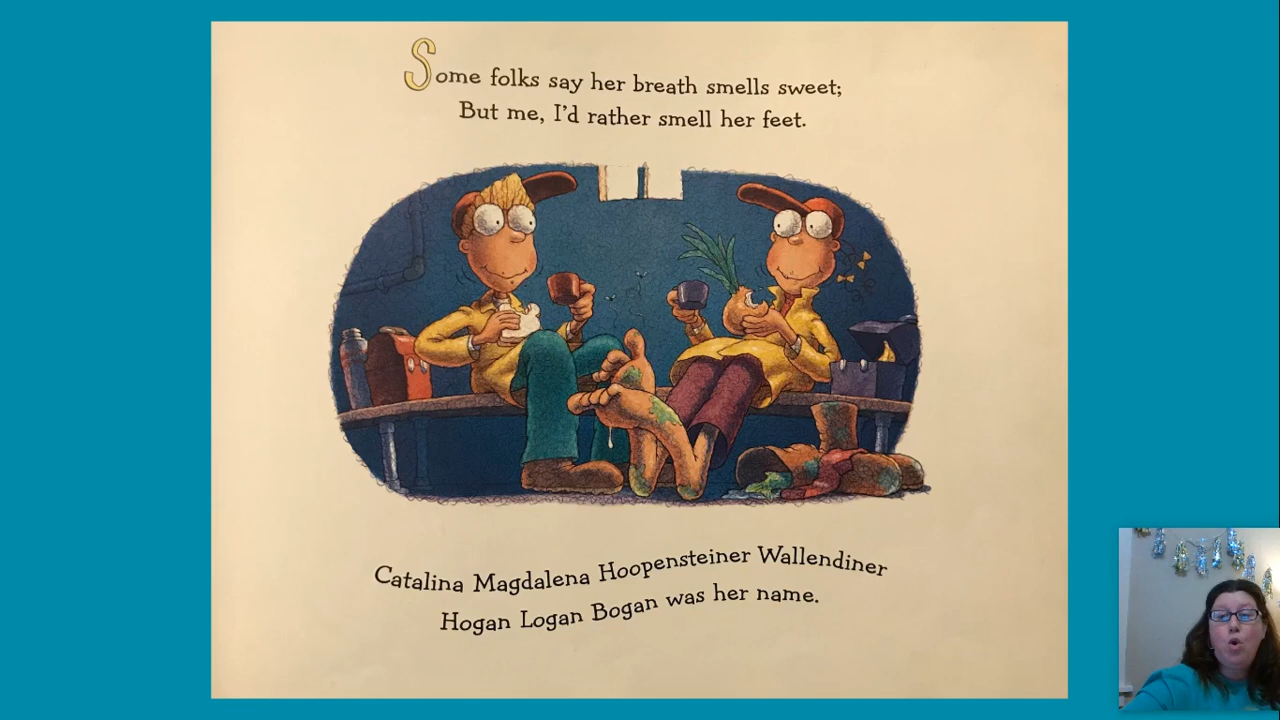 Some folks say her breath smells sweet;
But me, I'd rather smell her feet.
Catalina Magdalena Hoopensteiner Wallendiner
Hogan Logan Bogan was her name.